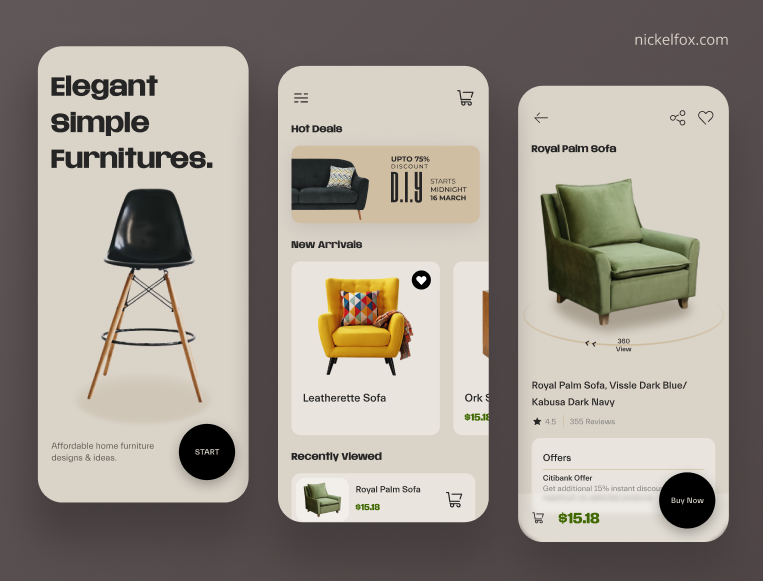 nickelfox.com
Elegant
Simple
Furnitures.
Affordable home furniture
designs & ideas.
START
Hot Deals
UPTO 75%
DISCOUNT
D.I.Y
STARTS
MIDNIGHT
16 MARCH
New Arrivals
Leatherette Sofa
Ork S
$15.18
Recently Viewed
Royal Palm Sofa
$15.18
Royal Palm Sofa
360
View
Royal Palm Sofa, Vissle Dark Blue/
Kabusa Dark Navy
4.5
355 Reviews
Offers
Citibank Offer
Get additional 15% instant discou
$15.18
Buy Now